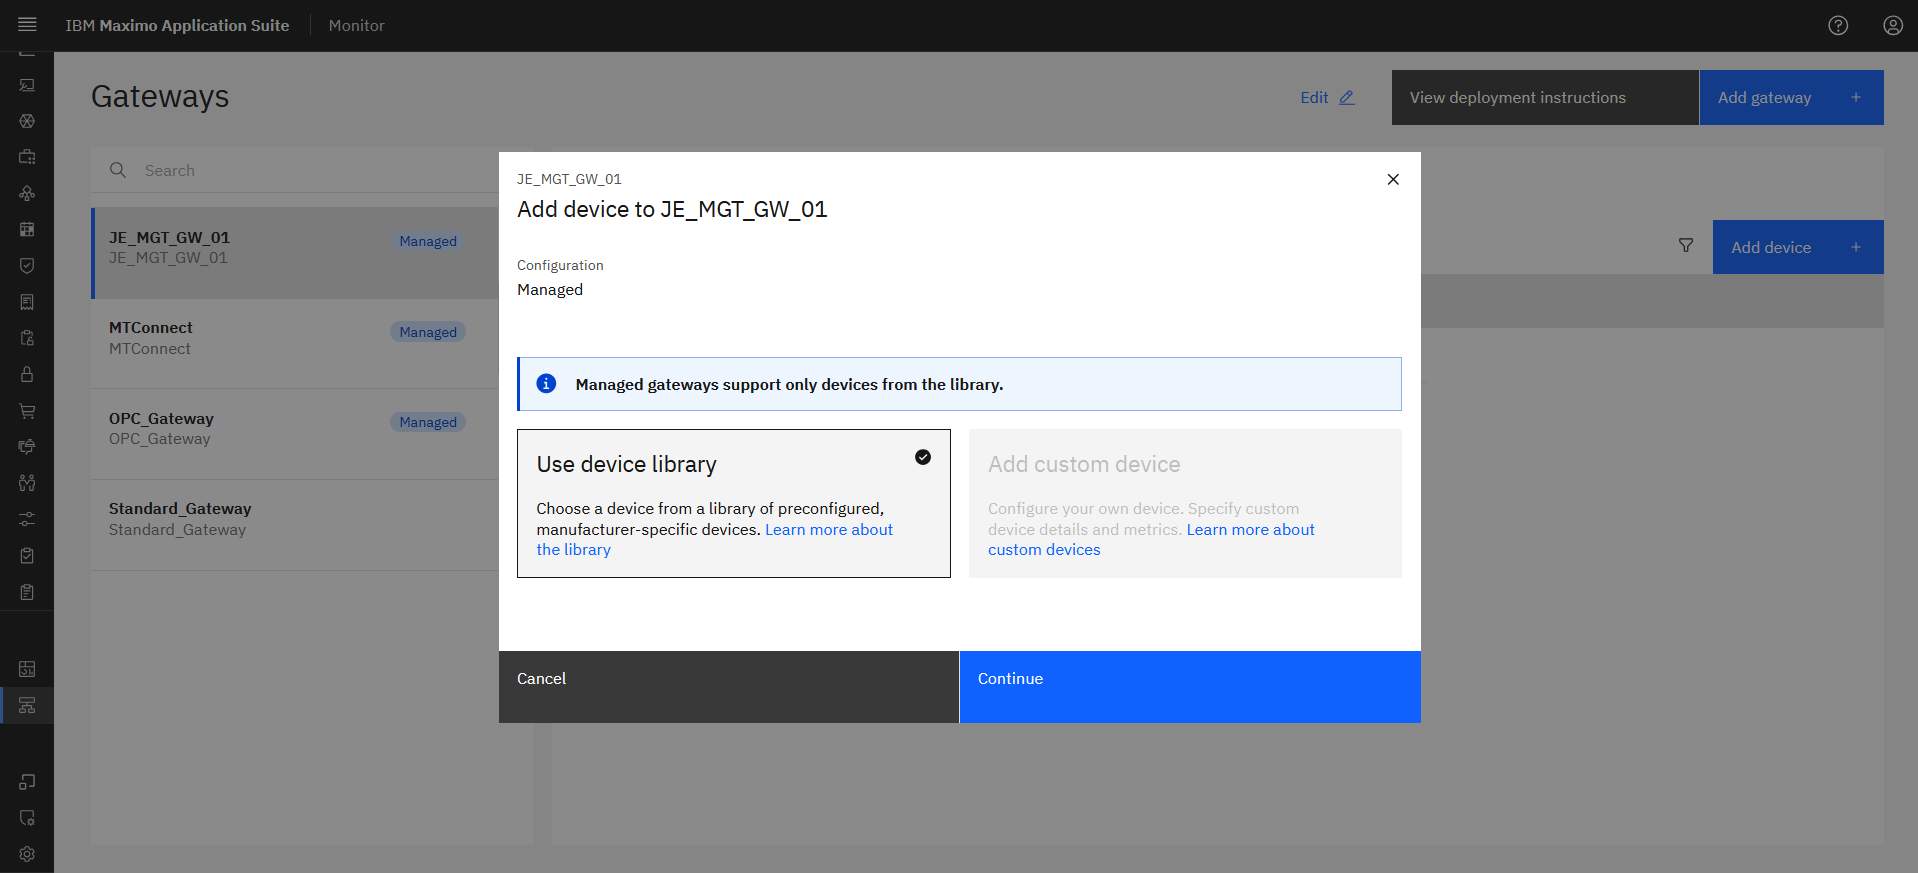 IBM Maximo Application Suite
Monitor
Gateways
Edit
View deployment instructions
Add gateway
Search
JE_MGT_GW_01
JE_MGT_GW_01
Managed
MTConnect
MTConnect
Managed
OPC_Gateway
OPC_Gateway
Managed
Standard_Gateway
Standard_Gateway
Add device
JE_MGT_GW_01
Add device to JE_MGT_GW_01
Configuration
Managed
Managed gateways support only devices from the library.
Use device library
Choose a device from a library of preconfigured,
manufacturer-specific devices. Learn more about
the library
Add custom device
Configure your own device. Specify custom
device details and metrics. Learn more about
custom devices
Cancel
Continue